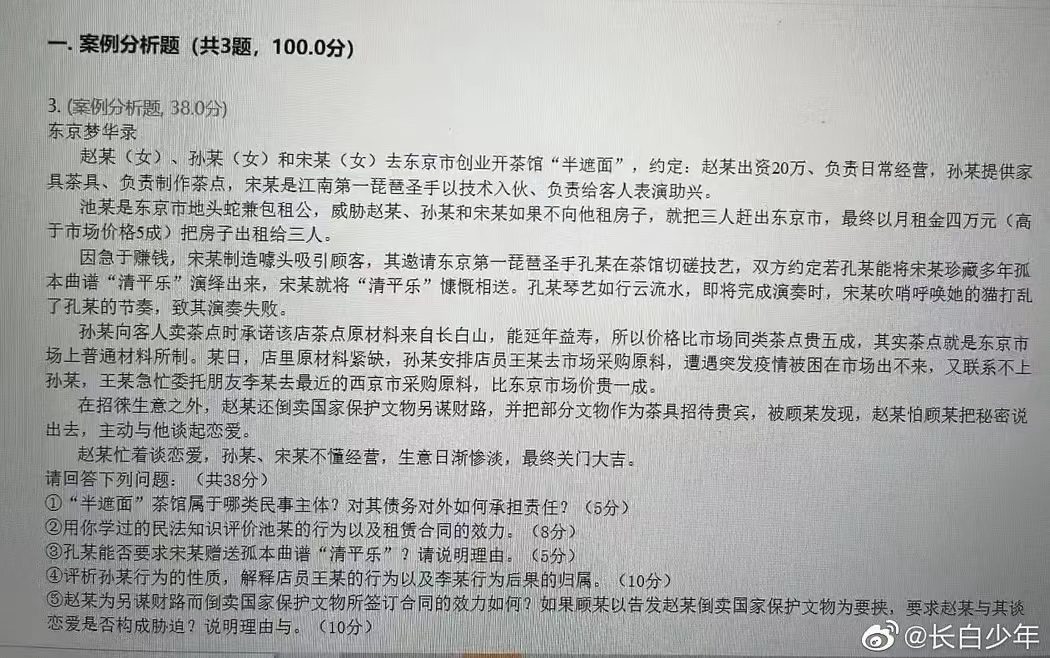 一. 案例分析题（共3题，100.0分）
3. (案例分析题, 38.0分)
东京梦华录
赵某（女）、孙某（女）和宋某（女）去东京市创业开茶馆“半遮面”，约定：赵某出资20万、负责日常经营，孙某提供家
具茶具、负责制作茶点，宋某是江南第一琵琶圣手以技术入伙、负责给客人表演助兴。
池某是东京市地头蛇兼包租公，威胁赵某、孙某和宋某如果不向他租房子，就把三人赶出东京市，最终以月租金四万元（高
于市场价格5成）把房子出租给三人。
因急于赚钱，宋某制造噱头吸引顾客，其邀请东京第一琵琶圣手孔某在茶馆切磋技艺，双方约定若孔某能将宋某珍藏多年孤
本曲谱“清平乐”演绎出来，宋某就将“清平乐”慷慨相送。孔某琴艺如行云流水，即将完成演奏时，宋某吹哨呼唤她的猫打乱
了孔某的节奏，致其演奏失败。
孙某向客人卖茶点时承诺该店茶点原材料来自长白山，能延年益寿，所以价格比市场同类茶点贵五成，其实茶点就是东京市
场上普通材料所制。某日，店里原材料紧缺，孙某安排店员王某去市场采购原料，遭遇突发疫情被困在市场出不来，又联系不上
孙某，王某急忙委托朋友李某去最近的西京市采购原料，比东京市场价贵一成。
在招徕生意之外，赵某还倒卖国家保护文物另谋财路，并把部分文物作为茶具招待贵宾，被顾某发现，赵某怕顾某把秘密说
出去，主动与他谈起恋爱。
赵某忙着谈恋爱，孙某、宋某不懂经营，生意日渐惨淡，最终关门大吉。
请回答下列问题：（共38分）
①“半遮面”茶馆属于哪类民事主体？对其债务对外如何承担责任？（5分）
②用你学过的民法知识评价池某的行为以及租赁合同的效力。（8分）
③孔某能否要求宋某赠送孤本曲谱“清平乐”？请说明理由。（5分）
④评析孙某行为的性质，解释店员王某的行为以及李某行为后果的归属。（10分）
⑤赵某为另谋财路而倒卖国家保护文物所签订合同的效力如何？如果顾某以告发赵某倒卖国家保护文物为要挟，要求赵某与其谈
恋爱是否构成胁迫？说明理由与。（10分）
@长白少年